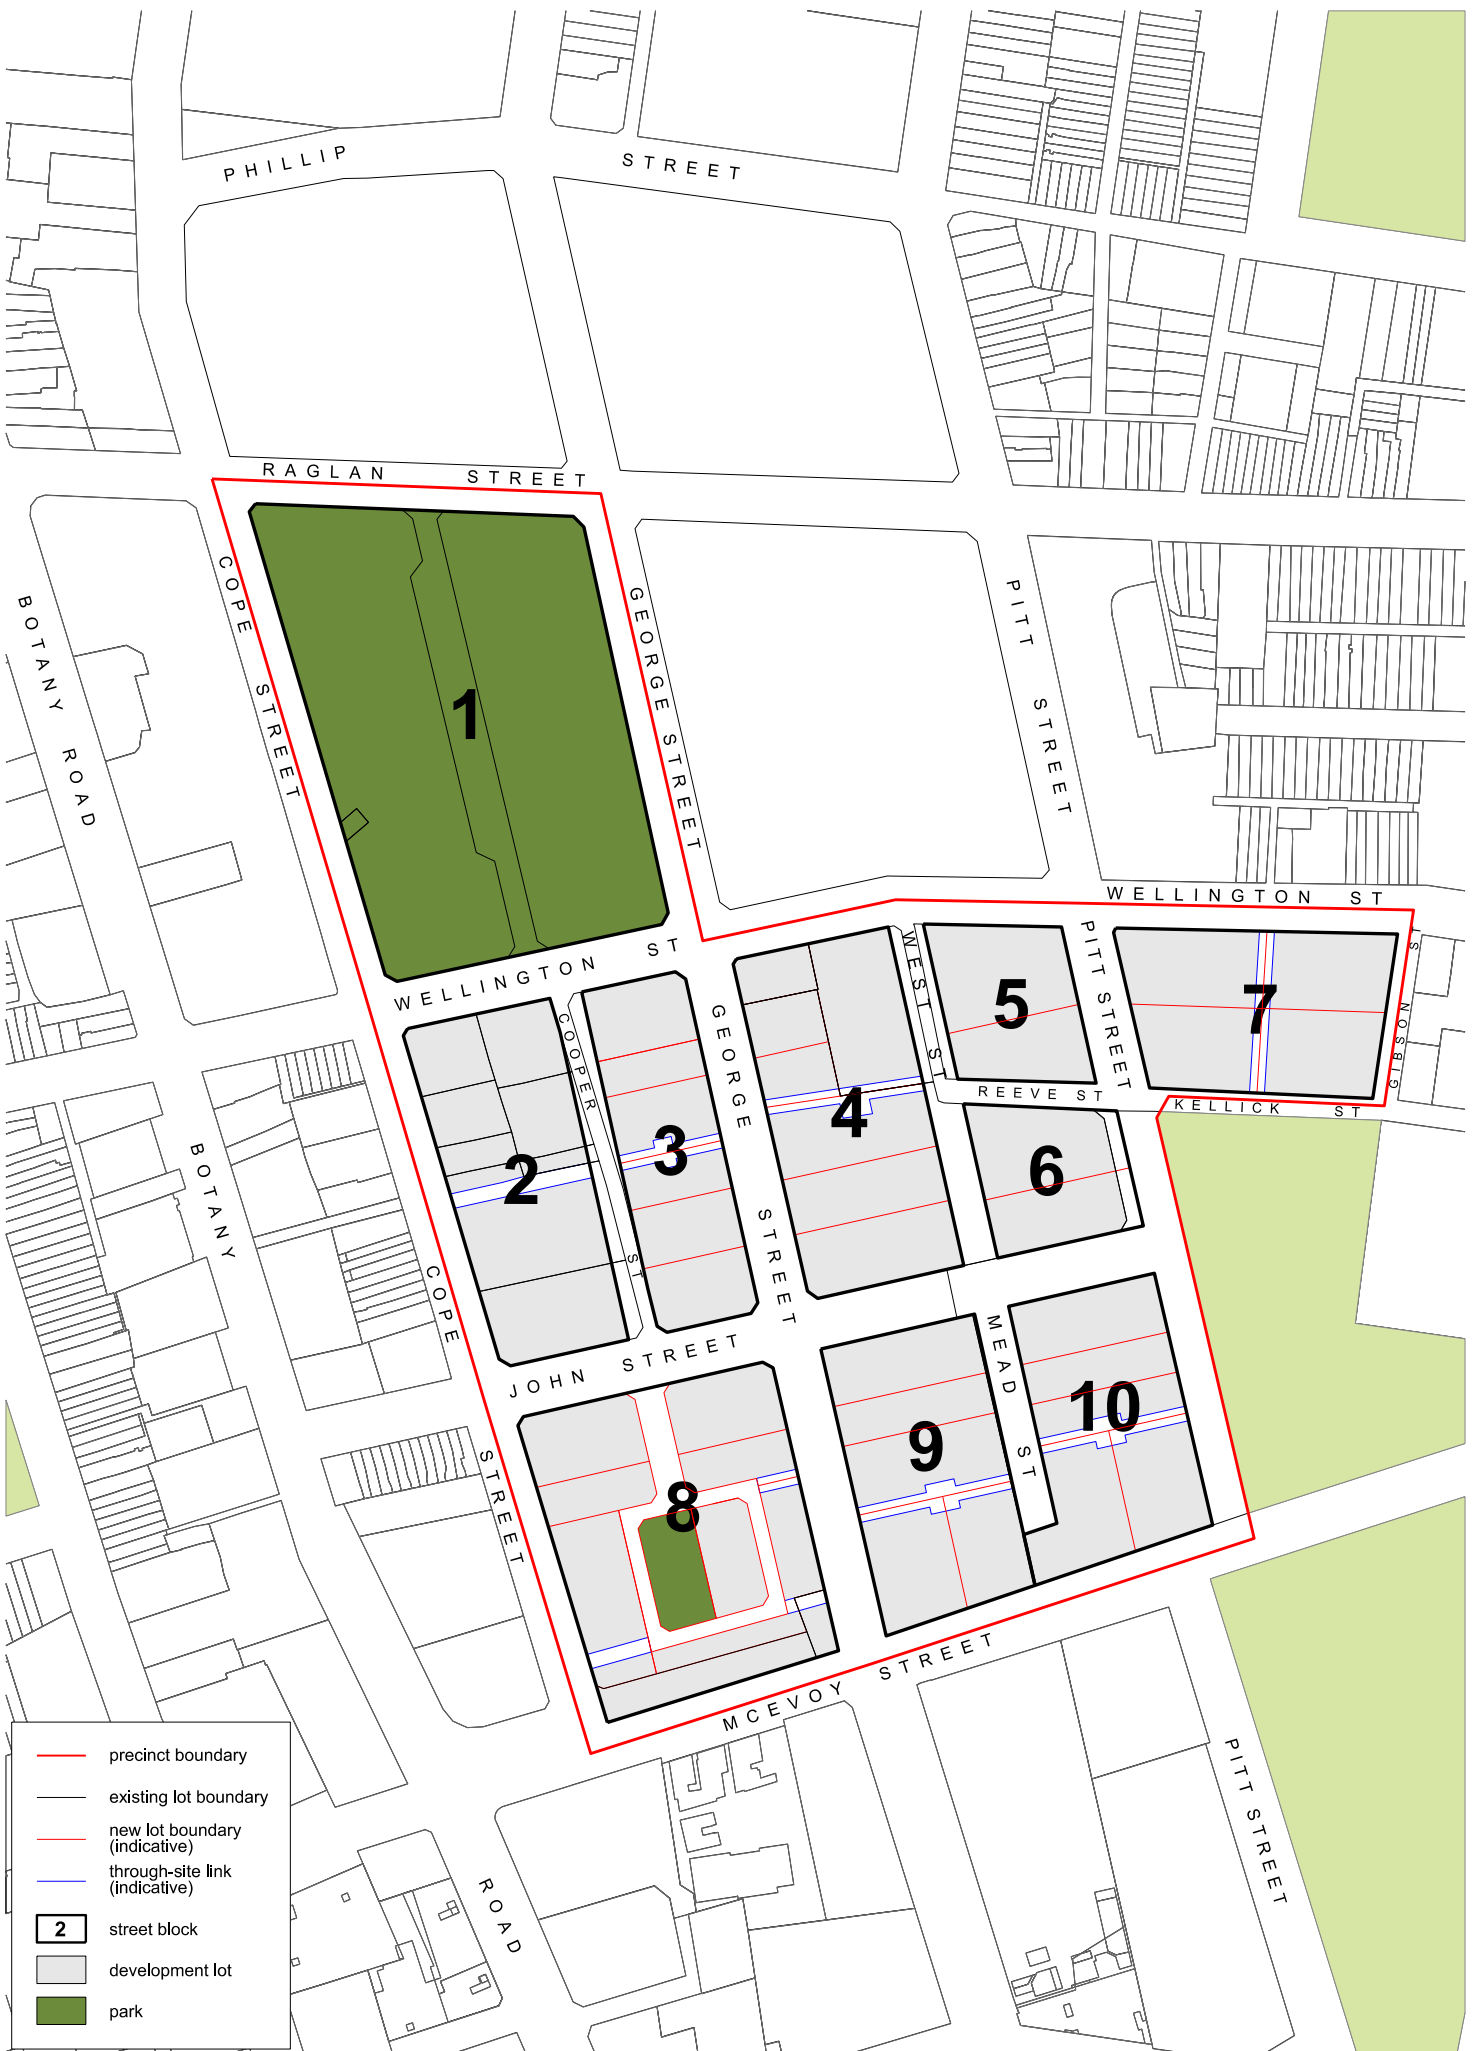 PHILLIP STREET
RAGLAN STREET
COPE STREET
BOTANY ROAD
GEORGE STREET
PITT STREET
1
WELLINGTON ST
WELLINGTON ST
WEST ST
PITT STREET
GIBSON ST
5
7
COOPER ST
GEORGE STREET
REEVE ST
KELLICK ST
2
3
4
6
BOTANY ROAD
COPE STREET
JOHN STREET
MEAD ST
8
9
10
MCEVOY STREET
PITT STREET
precinct boundary
existing lot boundary
new lot boundary
(indicative)
through-site link
(indicative)
2 street block
development lot
park